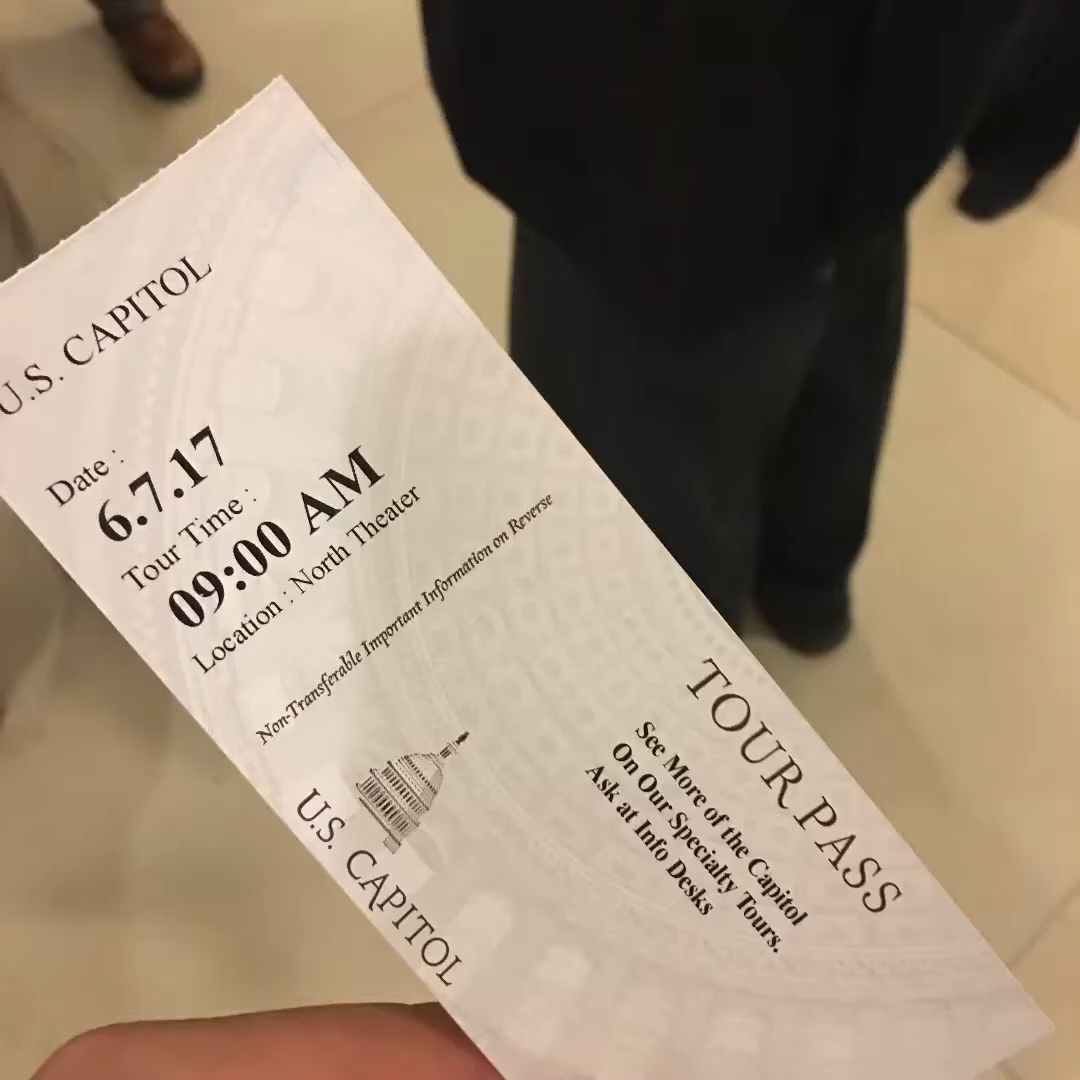 U.S. CAPITOL
Date :
6.7.17
Tour Time :
09:00 AM
Location : North Theater
Non-Transferable Important Information on Reverse
U.S. CAPITOL
TOUR PASS
See More of the Capitol
On Our Specialty Tours.
Ask at Info Desks